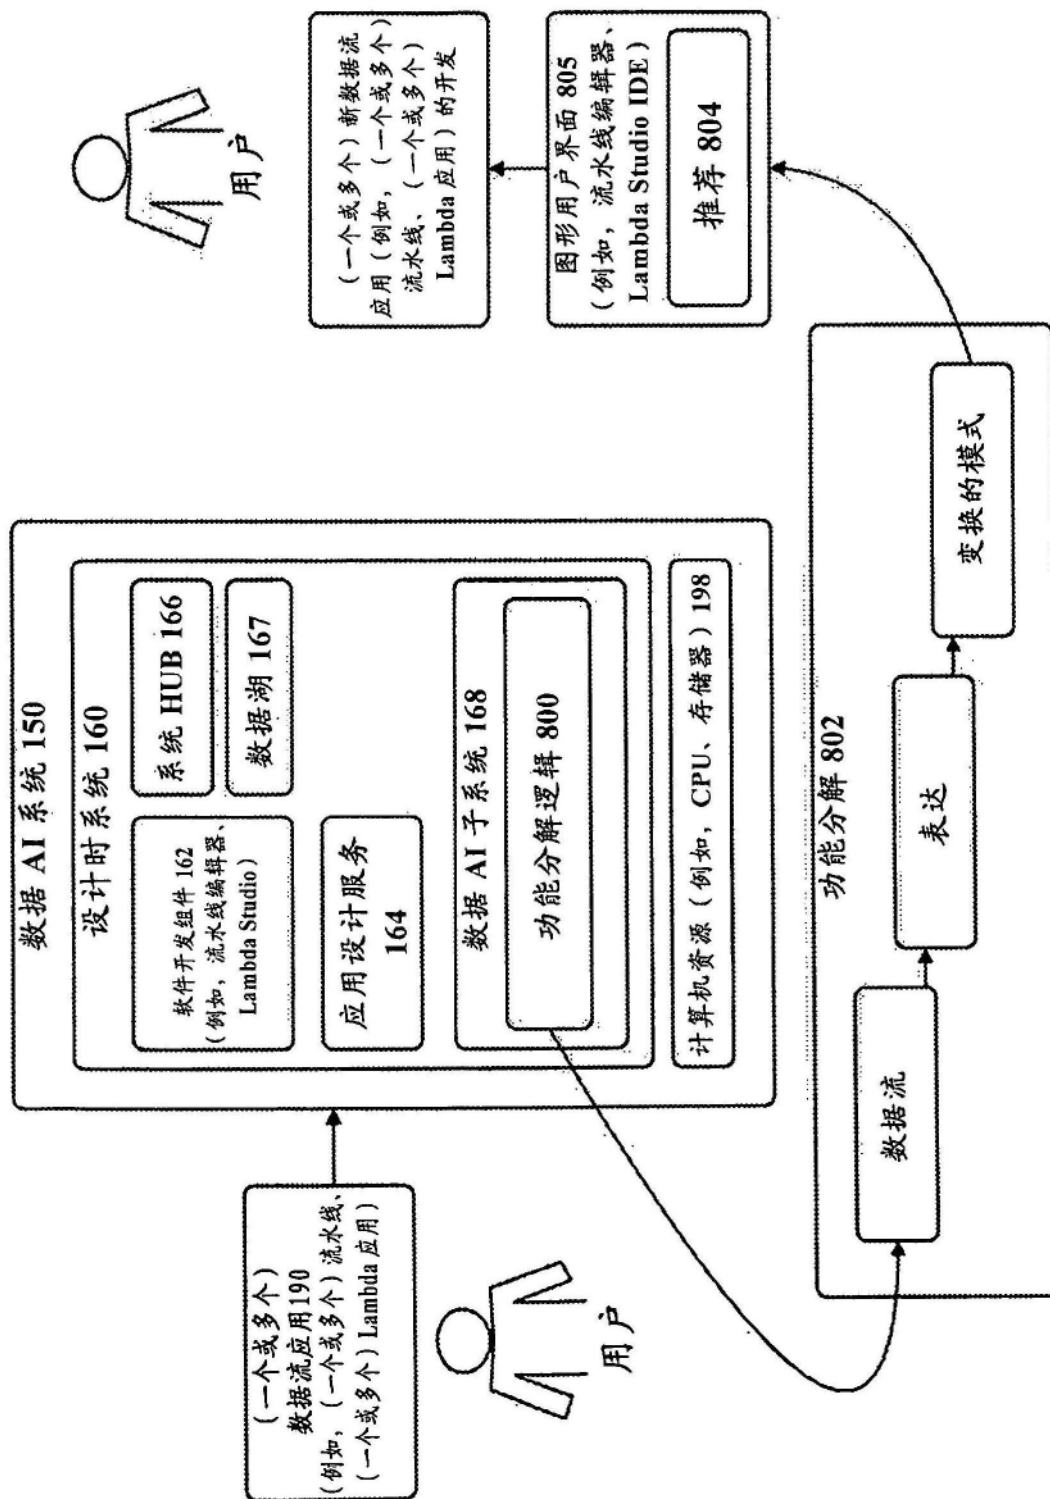 (一个或多个)
数据流应用190
(例如，(一个或多个)流水线、
(一个或多个)Lambda 应用)
用户
数据 AI 系统 150
设计时系统 160
软件开发组件 162
(例如，流水线编辑器、
Lambda Studio)
系统 HUB 166
数据湖 167
应用设计服务
164
数据 AI 子系统 168
功能分解逻辑 800
计算机资源 (例如，CPU、存储器) 198
功能分解 802
数据流
表达
变换的模式
用户
(一个或多个) 新数据流
应用 (例如，(一个或多个)
流水线、(一个或多个)
Lambda 应用) 的开发
图形用户界面 805
(例如，流水线编辑器、
Lambda Studio IDE)
推荐 804